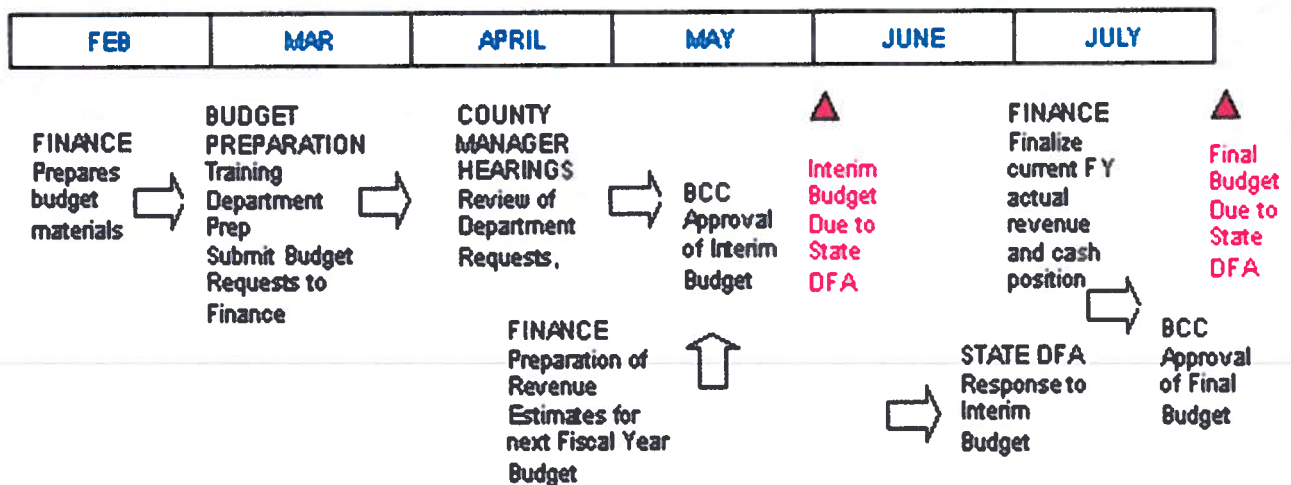 FEB MAR APRIL MAY JUNE JULY
FINANCE
Prepares
budget
materials
BUDGET
PREPARATION
Training
Department
Prep
Submit Budget
Requests to
Finance
COUNTY
MANAGER
HEARINGS
Review of
Department
Requests,
FINANCE
Preparation of
Revenue
Estimates for
next Fiscal Year
Budget
BCC
Approval
of Interim
Budget
Interim
Budget
Due to
State
DFA
STATE DFA
Response to
Interim
Budget
FINANCE
Finalize
current FY
actual
revenue
and cash
position
BCC
Approval
of Final
Budget
Final
Budget
Due to
State
DFA